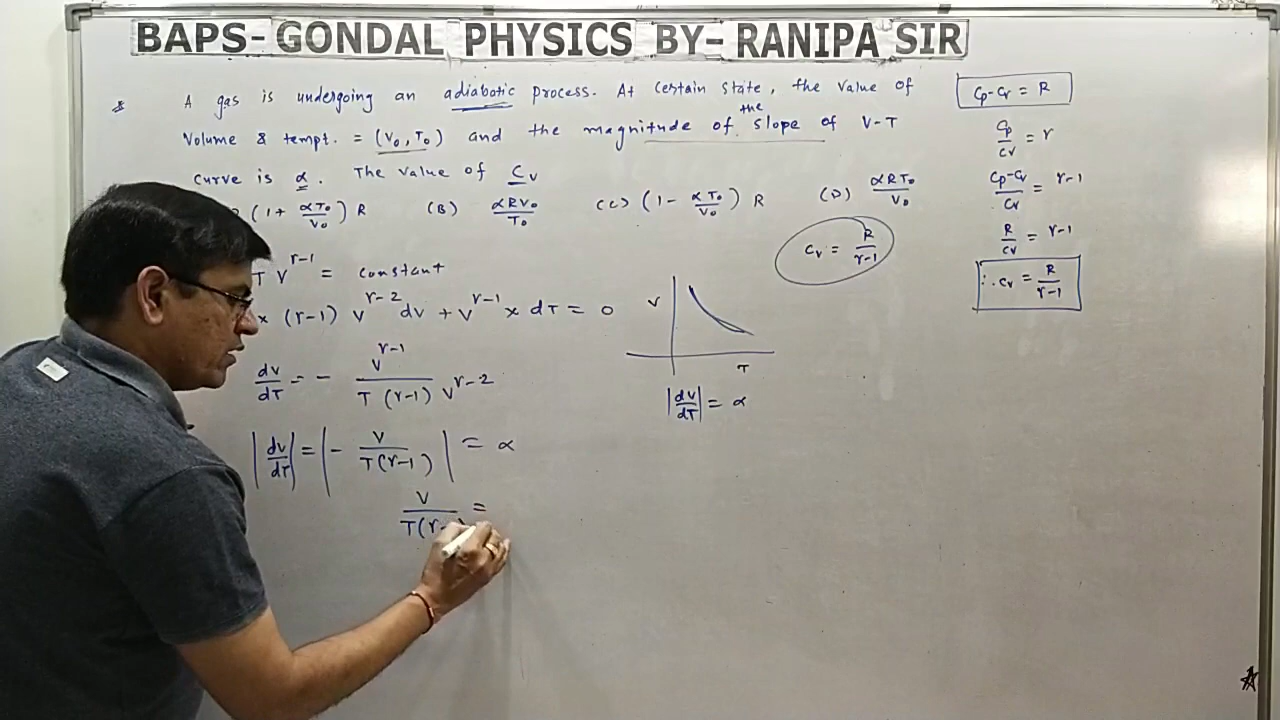 BAPS-GONDAL PHYSICS BY-RANIPA SIR
* A gas is undergoing an adiabotic process. At certain state, the value of
Volume & tempt. = (V₀, T₀) and the magnitude of the slope of V-T
curve is α. The value of Cv
(1 + αT₀/V₀) R (B) αRV₀/T₀ (C) (1 - αT₀/V₀) R (D) αRT₀/V₀
TV^(r-1) = constant
x (r-1) V^(r-2) dv + V^(r-1) x dT = 0
dv/dT = - V^(r-1) / T (r-1) V^(r-2)
|dv/dT| = |- V/T(r-1)| = α
V/T(r- =
Cv = R/(r-1)
V
T
|dv/dT| = α
Cp-Cv = R
Cp/Cv = r
(Cp-Cv)/Cv = r-1
R/Cv = r-1
∴ Cv = R/(r-1)